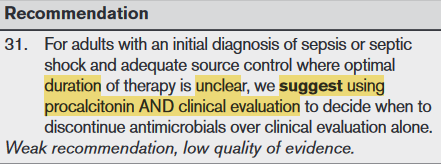 Recommendation
31. For adults with an initial diagnosis of sepsis or septic
shock and adequate source control where optimal
duration of therapy is unclear, we suggest using
procalcitonin AND clinical evaluation to decide when to
discontinue antimicrobials over clinical evaluation alone.
Weak recommendation, low quality of evidence.